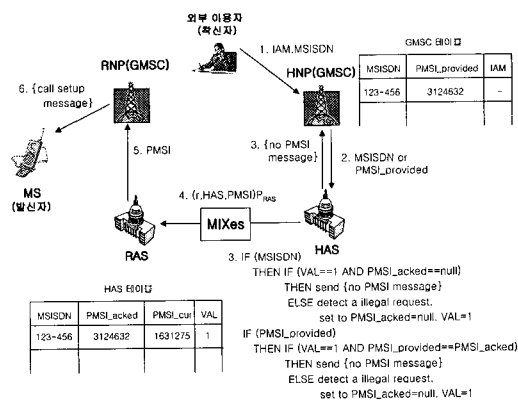 외부 이용자
(착신자)
1. IAM,MSISDN
GMSC 테이블
RNP(GMSC)
HNP(GMSC)
MSISDN PMSI_provided IAM
123-456 3124632 -
6. {call setup
message}
5. PMSI
3. {no PMSI
message}
2. MSISDN or
PMSI_provided
MS
(발신자)
4. {r,HAS,PMSI}P_RAS
MIXes
RAS
HAS
3. IF (MSISDN)
THEN IF (VAL==1 AND PMSI_acked==null)
THEN send {no PMSI message}
ELSE detect a illegal request,
set to PMSI_acked=null, VAL=1
IF (PMSI_provided)
THEN IF (VAL==1 AND PMSI_provided==PMSI_acked)
THEN send {no PMSI message}
ELSE detect a illegal request,
set to PMSI_acked=null, VAL=1
HAS 테이블
MSISDN PMSI_acked PMSI_cur VAL
123-456 3124632 1631275 1